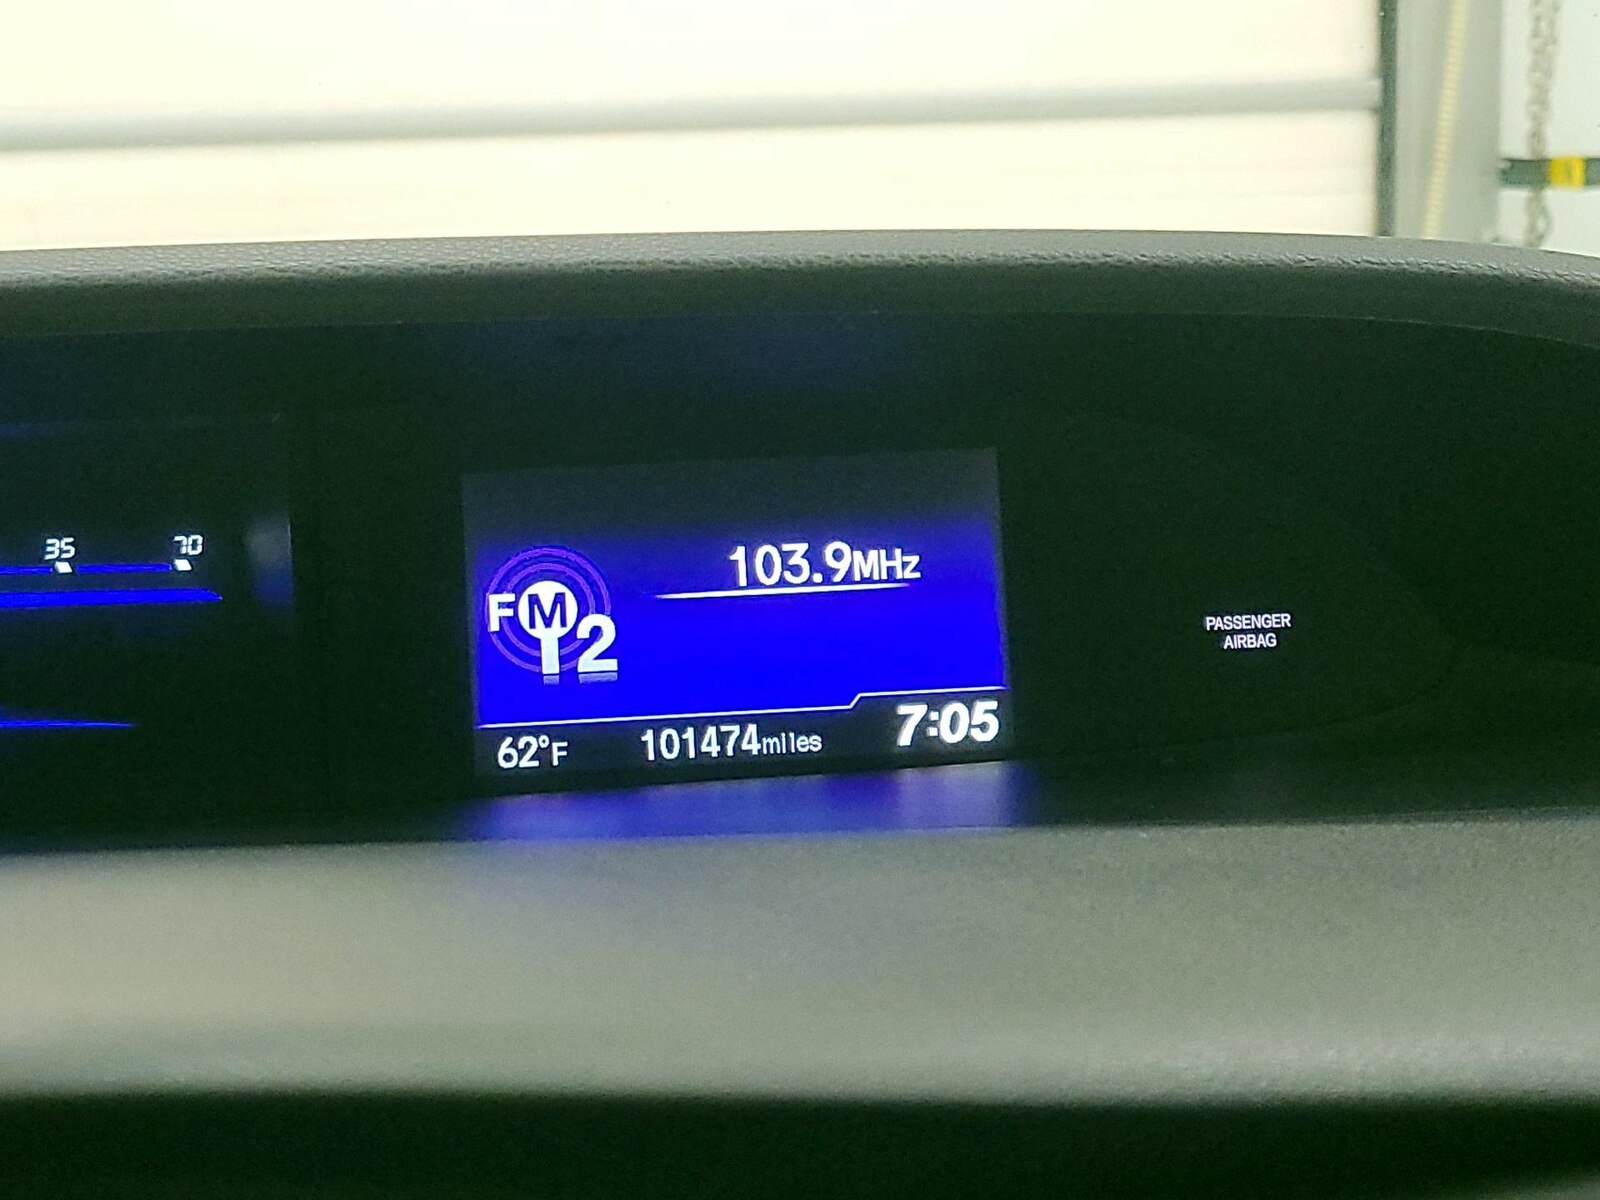 35 70
103.9MHz
FM 2
62°F 101474miles 7:05
PASSENGER
AIRBAG